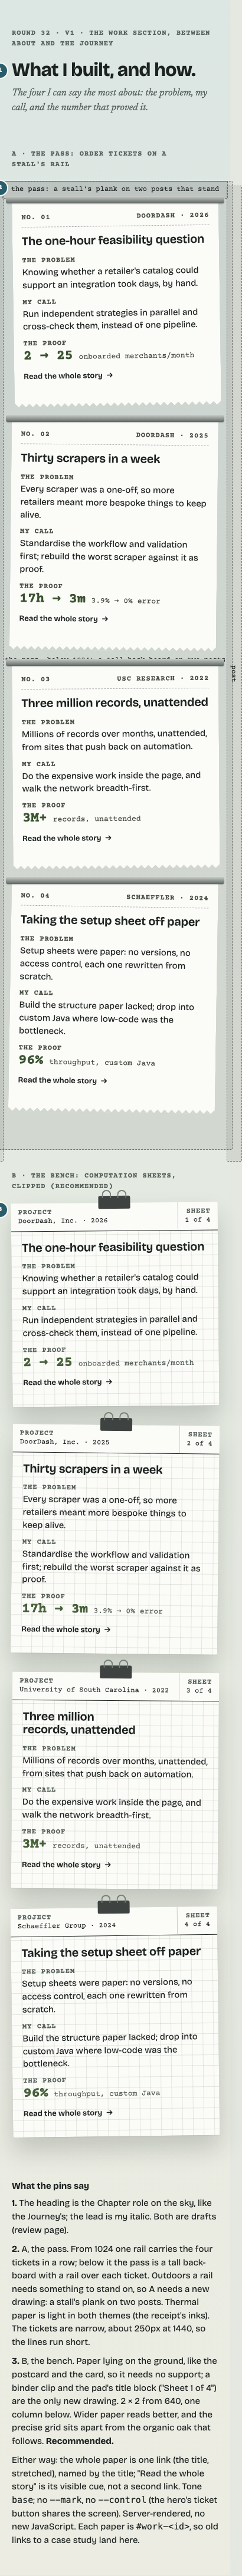 ROUND 32 · V1 · THE WORK SECTION, BETWEEN
ABOUT AND THE JOURNEY
What I built, and how.
The four I can say the most about: the problem, my
call, and the number that proved it.
A · THE PASS: ORDER TICKETS ON A
STALL'S RAIL
the pass: a stall's plank on two posts that stand
NO. 01 DOORDASH · 2026
The one-hour feasibility question
THE PROBLEM
Knowing whether a retailer's catalog could
support an integration took days, by hand.
MY CALL
Run independent strategies in parallel and
cross-check them, instead of one pipeline.
THE PROOF
2 → 25 onboarded merchants/month
Read the whole story →
NO. 02 DOORDASH · 2025
Thirty scrapers in a week
THE PROBLEM
Every scraper was a one-off, so more
retailers meant more bespoke things to keep
alive.
MY CALL
Standardise the workflow and validation
first; rebuild the worst scraper against it as
proof.
THE PROOF
17h → 3m 3.9% → 0% error
Read the whole story →
post
NO. 03 USC RESEARCH · 2022
Three million records, unattended
THE PROBLEM
Millions of records over months, unattended,
from sites that push back on automation.
MY CALL
Do the expensive work inside the page, and
walk the network breadth-first.
THE PROOF
3M+ records, unattended
Read the whole story →
NO. 04 SCHAEFFLER · 2024
Taking the setup sheet off paper
THE PROBLEM
Setup sheets were paper: no versions, no
access control, each one rewritten from
scratch.
MY CALL
Build the structure paper lacked; drop into
custom Java where low-code was the
bottleneck.
THE PROOF
96% throughput, custom Java
Read the whole story →
B · THE BENCH: COMPUTATION SHEETS,
CLIPPED (RECOMMENDED)
PROJECT SHEET
DoorDash, Inc. · 2026 1 of 4
The one-hour feasibility question
THE PROBLEM
Knowing whether a retailer's catalog could
support an integration took days, by hand.
MY CALL
Run independent strategies in parallel and
cross-check them, instead of one pipeline.
THE PROOF
2 → 25 onboarded merchants/month
Read the whole story →
PROJECT SHEET
DoorDash, Inc. · 2025 2 of 4
Thirty scrapers in a week
THE PROBLEM
Every scraper was a one-off, so more
retailers meant more bespoke things to
keep alive.
MY CALL
Standardise the workflow and validation
first; rebuild the worst scraper against it as
proof.
THE PROOF
17h → 3m 3.9% → 0% error
Read the whole story →
PROJECT SHEET
University of South Carolina · 2022 3 of 4
Three million
records, unattended
THE PROBLEM
Millions of records over months, unattended,
from sites that push back on automation.
MY CALL
Do the expensive work inside the page, and
walk the network breadth-first.
THE PROOF
3M+ records, unattended
Read the whole story →
PROJECT SHEET
Schaeffler Group · 2024 4 of 4
Taking the setup sheet off paper
THE PROBLEM
Setup sheets were paper: no versions, no
access control, each one rewritten from
scratch.
MY CALL
Build the structure paper lacked; drop into
custom Java where low-code was the
bottleneck.
THE PROOF
96% throughput, custom Java
Read the whole story →
What the pins say
1. The heading is the Chapter role on the sky, like
the Journey's; the lead is my italic. Both are drafts
(review page).
2. A, the pass. From 1024 one rail carries the four
tickets in a row; below it the pass is a tall back-
board with a rail over each ticket. Outdoors a rail
needs something to stand on, so A needs a new
drawing: a stall's plank on two posts. Thermal
paper is light in both themes (the receipt's inks).
The tickets are narrow, about 250px at 1440, so
the lines run short.
3. B, the bench. Paper lying on the ground, like the
postcard and the card, so it needs no support; a
binder clip and the pad's title block ("Sheet 1 of 4")
are the only new drawing. 2 × 2 from 640, one
column below. Wider paper reads better, and the
precise grid sits apart from the organic oak that
follows. Recommended.
Either way: the whole paper is one link (the title,
stretched), named by the title; "Read the whole
story" is its visible cue, not a second link. Tone
base; no --mark, no --control (the hero's ticket
button shares the screen). Server-rendered, no
new JavaScript. Each paper is #work-<id>, so old
links to a case study land here.